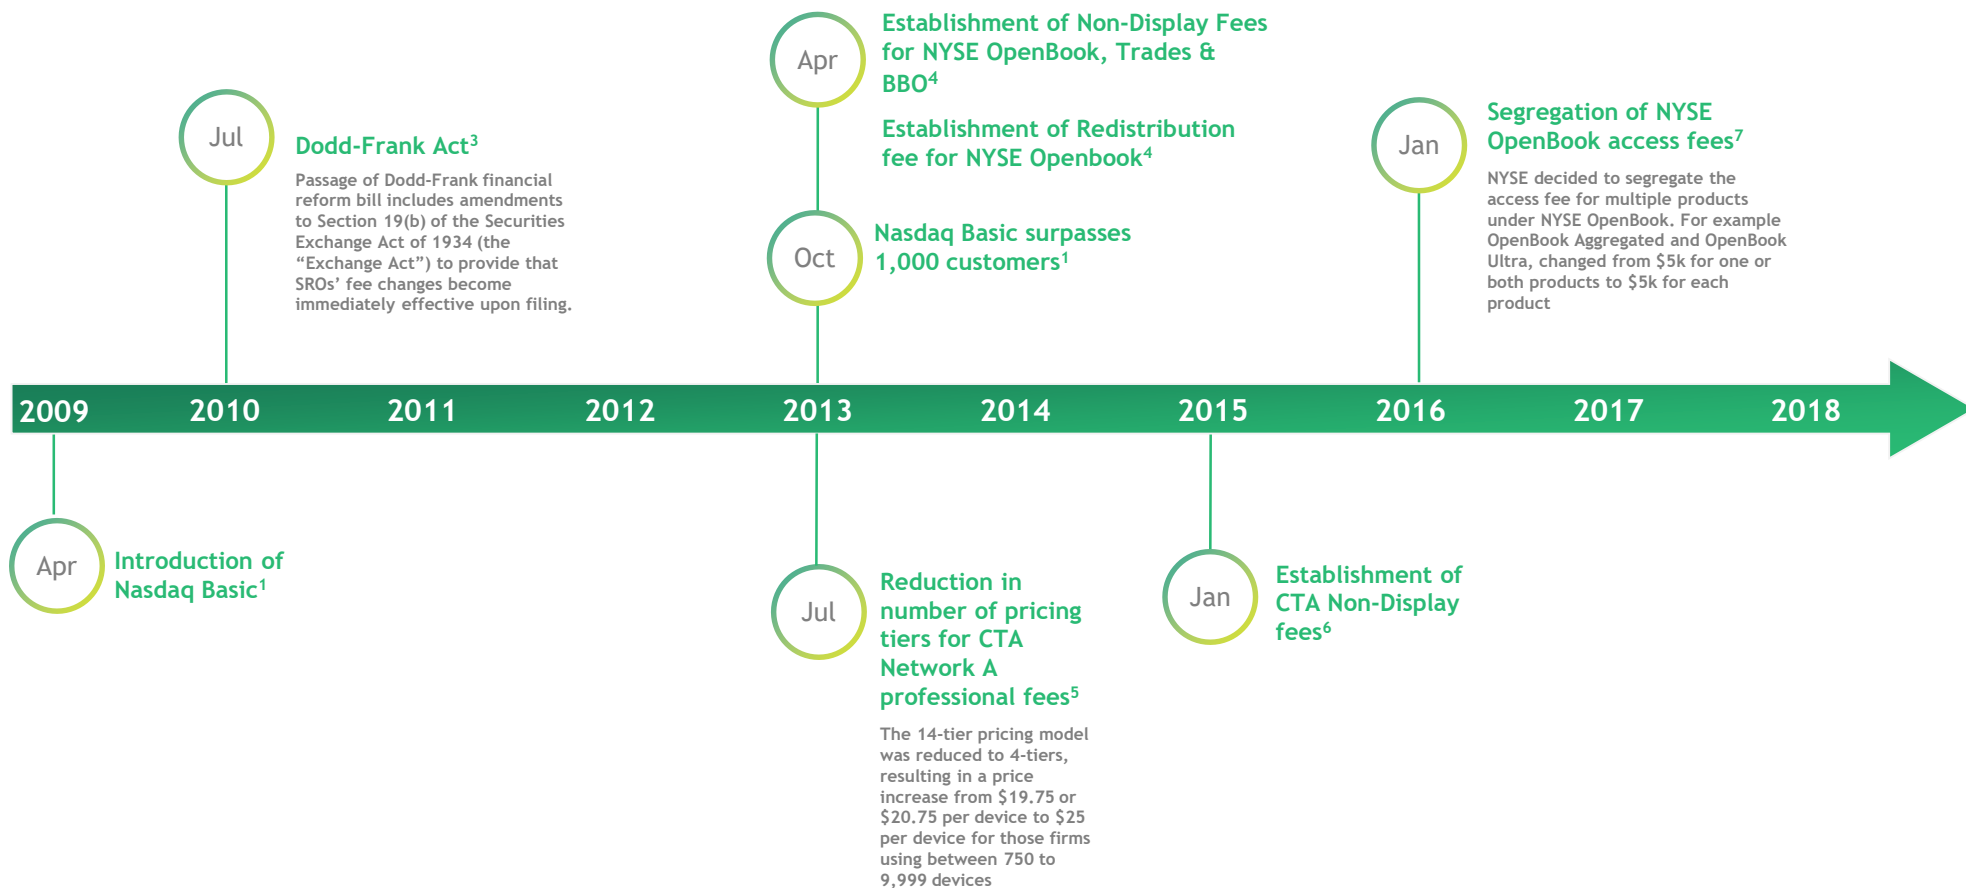 Apr
Establishment of Non-Display Fees
for NYSE OpenBook, Trades &
BBO⁴
Establishment of Redistribution
fee for NYSE Openbook⁴
Jul
Dodd-Frank Act³
Passage of Dodd-Frank financial
reform bill includes amendments
to Section 19(b) of the Securities
Exchange Act of 1934 (the
“Exchange Act”) to provide that
SROs’ fee changes become
immediately effective upon filing.
Oct
Nasdaq Basic surpasses
1,000 customers¹
Jan
Segregation of NYSE
OpenBook access fees⁷
NYSE decided to segregate the
access fee for multiple products
under NYSE OpenBook. For example
OpenBook Aggregated and OpenBook
Ultra, changed from $5k for one or
both products to $5k for each
product
2009 2010 2011 2012 2013 2014 2015 2016 2017 2018
Apr
Introduction of
Nasdaq Basic¹
Jul
Reduction in
number of pricing
tiers for CTA
Network A
professional fees⁵
The 14-tier pricing model
was reduced to 4-tiers,
resulting in a price
increase from $19.75 or
$20.75 per device to $25
per device for those firms
using between 750 to
9,999 devices
Jan
Establishment of
CTA Non-Display
fees⁶